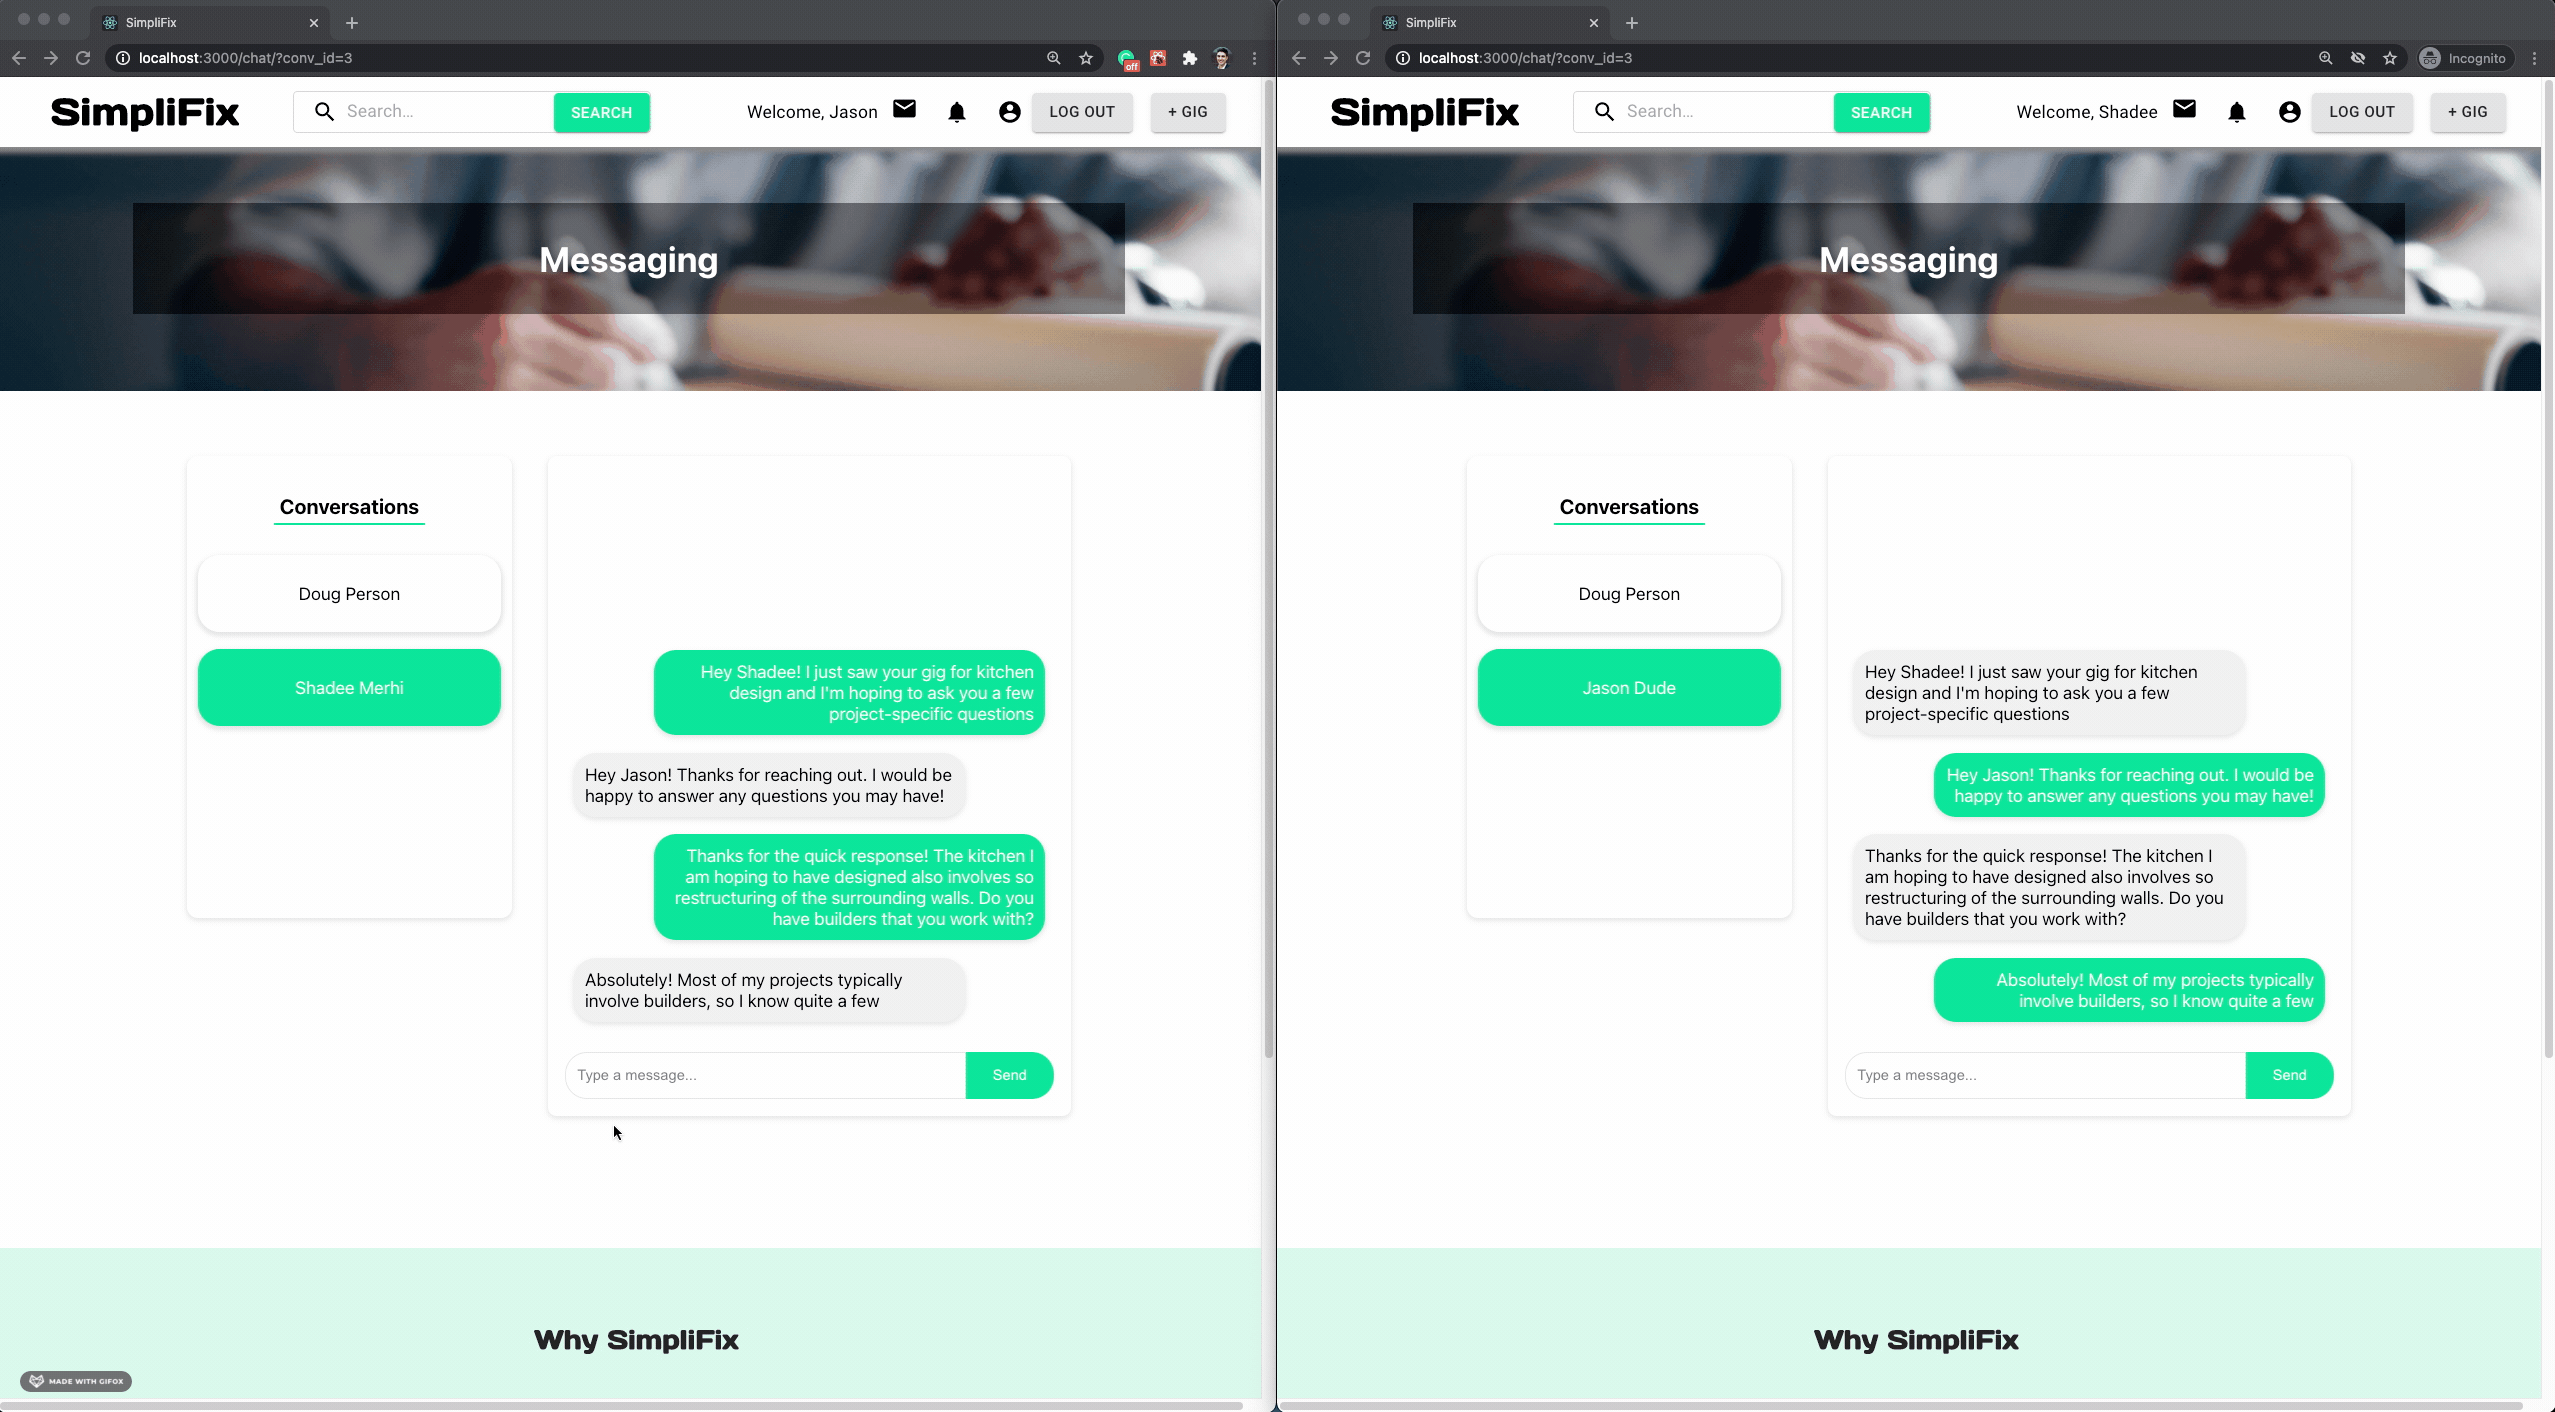 SimpliFix
localhost:3000/chat/?conv_id=3
off
SimpliFix
Search...
SEARCH
Welcome, Jason
LOG OUT
+ GIG
Messaging
Conversations
Doug Person
Shadee Merhi
Hey Shadee! I just saw your gig for kitchen
design and I'm hoping to ask you a few
project-specific questions
Hey Jason! Thanks for reaching out. I would be
happy to answer any questions you may have!
Thanks for the quick response! The kitchen I
am hoping to have designed also involves so
restructuring of the surrounding walls. Do you
have builders that you work with?
Absolutely! Most of my projects typically
involve builders, so I know quite a few
Type a message...
Send
Why SimpliFix
MADE WITH GIFOX
SimpliFix
localhost:3000/chat/?conv_id=3
Incognito
SimpliFix
Search...
SEARCH
Welcome, Shadee
LOG OUT
+ GIG
Messaging
Conversations
Doug Person
Jason Dude
Hey Shadee! I just saw your gig for kitchen
design and I'm hoping to ask you a few
project-specific questions
Hey Jason! Thanks for reaching out. I would be
happy to answer any questions you may have!
Thanks for the quick response! The kitchen I
am hoping to have designed also involves so
restructuring of the surrounding walls. Do you
have builders that you work with?
Absolutely! Most of my projects typically
involve builders, so I know quite a few
Type a message...
Send
Why SimpliFix